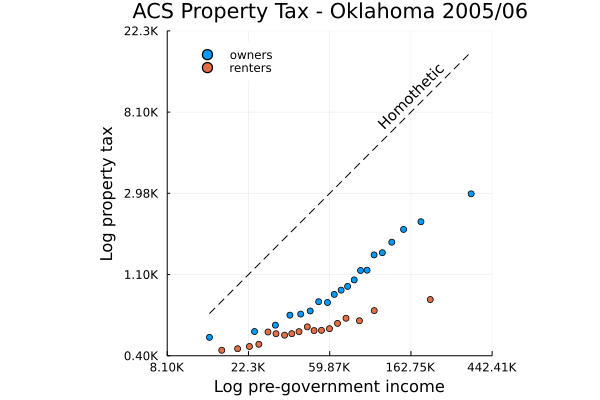 ACS Property Tax - Oklahoma 2005/06
22.3K
owners
renters
Homothetic
8.10K
Log property tax
2.98K
1.10K
0.40K
8.10K 22.3K 59.87K 162.75K 442.41K
Log pre-government income